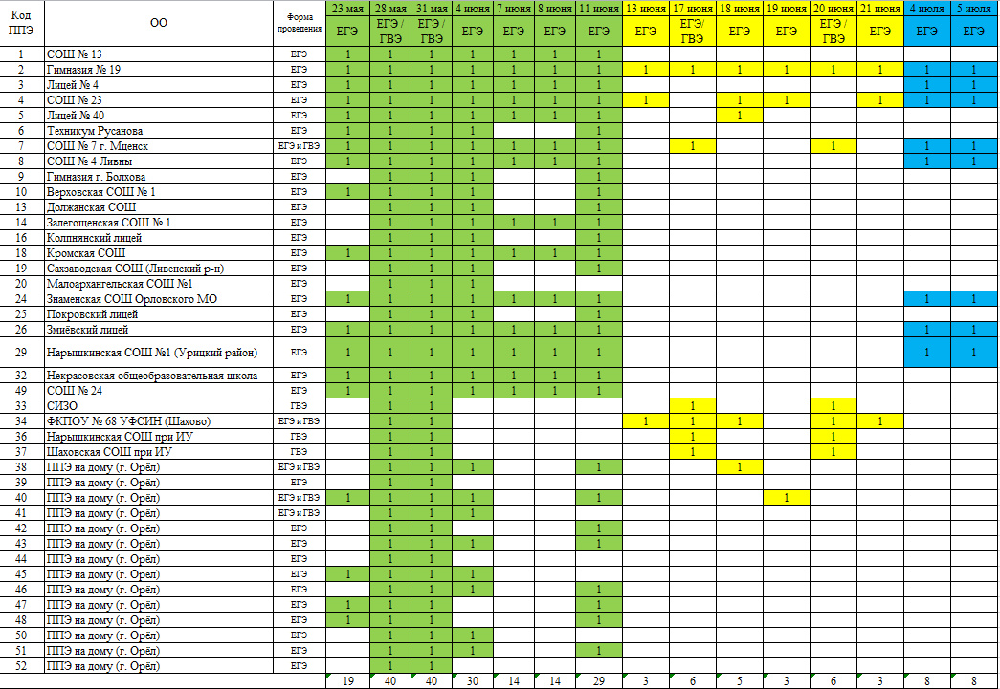 Код ППЭ | ОО | Форма проведения | 23 мая | 28 мая | 31 мая | 4 июня | 7 июня | 8 июня | 11 июня | 13 июня | 17 июня | 18 июня | 19 июня | 20 июня | 21 июня | 4 июля | 5 июля
ЕГЭ | ЕГЭ / ГВЭ | ЕГЭ / ГВЭ | ЕГЭ | ЕГЭ | ЕГЭ | ЕГЭ | ЕГЭ | ЕГЭ/ ГВЭ | ЕГЭ | ЕГЭ | ЕГЭ / ГВЭ | ЕГЭ | ЕГЭ | ЕГЭ
1 | СОШ № 13 | ЕГЭ | 1 | 1 | 1 | 1 | 1 | 1 | 1
2 | Гимназия № 19 | ЕГЭ | 1 | 1 | 1 | 1 | 1 | 1 | 1 | 1 | 1 | 1 | 1 | 1 | 1 | 1 | 1
3 | Лицей № 4 | ЕГЭ | 1 | 1 | 1 | 1 | 1 | 1 | 1 | 1 | 1
4 | СОШ № 23 | ЕГЭ | 1 | 1 | 1 | 1 | 1 | 1 | 1 | 1 | 1 | 1 | 1 | 1 | 1
5 | Лицей № 40 | ЕГЭ | 1 | 1 | 1 | 1 | 1 | 1 | 1 | 1
6 | Техникум Русанова | ЕГЭ | 1 | 1 | 1 | 1 | 1
7 | СОШ № 7 г. Мценск | ЕГЭ и ГВЭ | 1 | 1 | 1 | 1 | 1 | 1 | 1 | 1 | 1 | 1 | 1
8 | СОШ № 4 Ливны | ЕГЭ | 1 | 1 | 1 | 1 | 1 | 1 | 1 | 1 | 1
9 | Гимназия г. Болхова | ЕГЭ | 1 | 1 | 1 | 1
10 | Верховская СОШ № 1 | ЕГЭ | 1 | 1 | 1 | 1 | 1
13 | Должанская СОШ | ЕГЭ | 1 | 1 | 1 | 1
14 | Залегощенская СОШ № 1 | ЕГЭ | 1 | 1 | 1 | 1 | 1 | 1
16 | Колпнянский лицей | ЕГЭ | 1 | 1 | 1 | 1
18 | Кромская СОШ | ЕГЭ | 1 | 1 | 1 | 1 | 1 | 1 | 1
19 | Сахзаводская СОШ (Ливенский р-н) | ЕГЭ | 1 | 1 | 1 | 1
20 | Малоархангельская СОШ №1 | ЕГЭ | 1 | 1 | 1
24 | Знаменская СОШ Орловского МО | ЕГЭ | 1 | 1 | 1 | 1 | 1 | 1 | 1 | 1 | 1
25 | Покровский лицей | ЕГЭ | 1 | 1 | 1 | 1
26 | Змиёвский лицей | ЕГЭ | 1 | 1 | 1 | 1 | 1 | 1 | 1 | 1 | 1
29 | Нарышкинская СОШ №1 (Урицкий район) | ЕГЭ | 1 | 1 | 1 | 1 | 1 | 1 | 1 | 1 | 1
32 | Некрасовская общеобразовательная школа | ЕГЭ | 1 | 1 | 1 | 1 | 1 | 1 | 1
49 | СОШ № 24 | ЕГЭ | 1 | 1 | 1 | 1 | 1 | 1 | 1
33 | СИЗО | ГВЭ | 1 | 1 | 1 | 1
34 | ФКПОУ № 68 УФСИН (Шахово) | ЕГЭ и ГВЭ | 1 | 1 | 1 | 1 | 1 | 1 | 1
36 | Нарышкинская СОШ при ИУ | ГВЭ | 1 | 1 | 1 | 1
37 | Шаховская СОШ при ИУ | ГВЭ | 1 | 1 | 1 | 1
38 | ППЭ на дому (г. Орёл) | ЕГЭ и ГВЭ | 1 | 1 | 1 | 1 | 1
39 | ППЭ на дому (г. Орёл) | ЕГЭ | 1 | 1
40 | ППЭ на дому (г. Орёл) | ЕГЭ и ГВЭ | 1 | 1 | 1 | 1 | 1 | 1
41 | ППЭ на дому (г. Орёл) | ЕГЭ и ГВЭ | 1 | 1 | 1
42 | ППЭ на дому (г. Орёл) | ЕГЭ | 1 | 1 | 1
43 | ППЭ на дому (г. Орёл) | ЕГЭ | 1 | 1 | 1 | 1
44 | ППЭ на дому (г. Орёл) | ЕГЭ | 1 | 1
45 | ППЭ на дому (г. Орёл) | ЕГЭ | 1 | 1 | 1 | 1
46 | ППЭ на дому (г. Орёл) | ЕГЭ | 1 | 1 | 1 | 1
47 | ППЭ на дому (г. Орёл) | ЕГЭ | 1 | 1 | 1 | 1
48 | ППЭ на дому (г. Орёл) | ЕГЭ | 1 | 1 | 1 | 1
50 | ППЭ на дому (г. Орёл) | ЕГЭ | 1 | 1 | 1
51 | ППЭ на дому (г. Орёл) | ЕГЭ | 1 | 1 | 1 | 1
52 | ППЭ на дому (г. Орёл) | ЕГЭ | 1 | 1
19 | 40 | 40 | 30 | 14 | 14 | 29 | 3 | 6 | 5 | 3 | 6 | 3 | 8 | 8